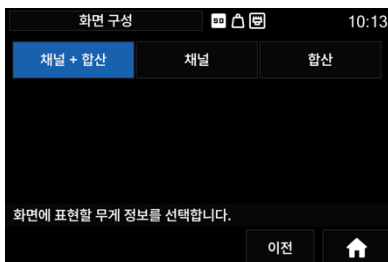 화면 구성 SD 10:13
채널 + 합산 채널 합산
화면에 표현할 무게 정보를 선택합니다.
이전